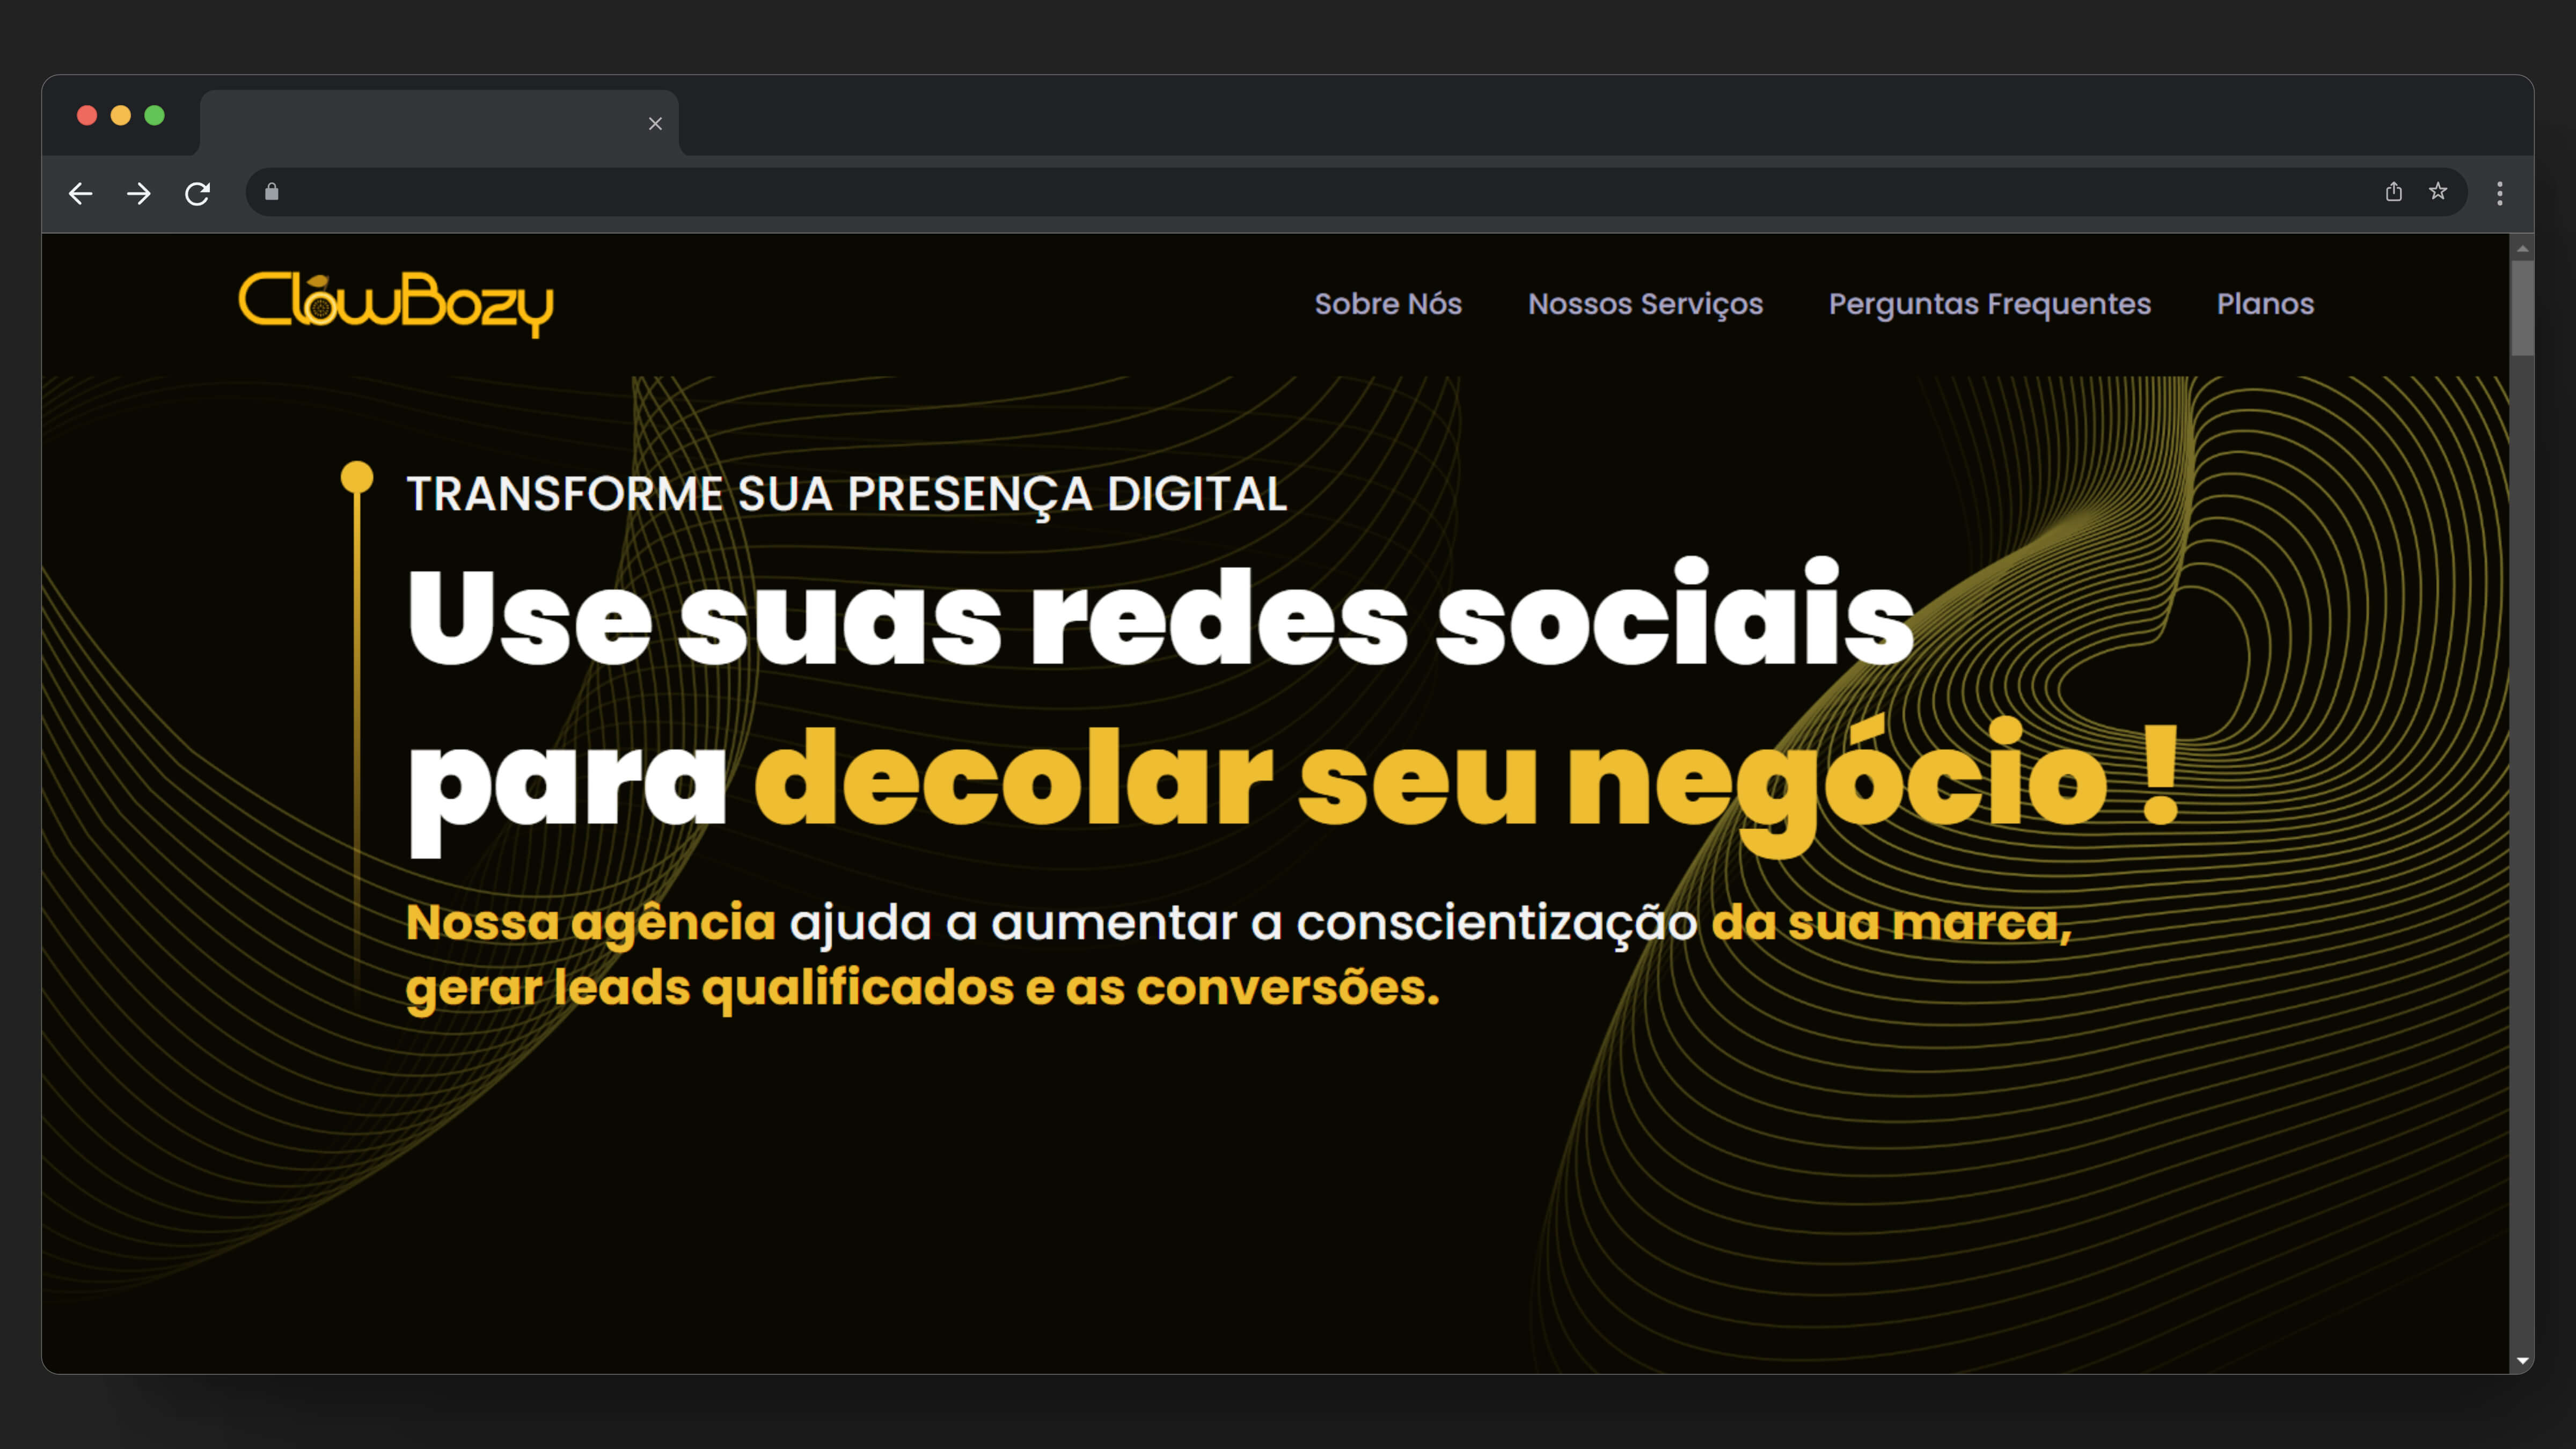 ClowBozy
Sobre Nós Nossos Serviços Perguntas Frequentes Planos
TRANSFORME SUA PRESENÇA DIGITAL
Use suas redes sociais
para decolar seu negócio !
Nossa agência ajuda a aumentar a conscientização da sua marca,
gerar leads qualificados e as conversões.